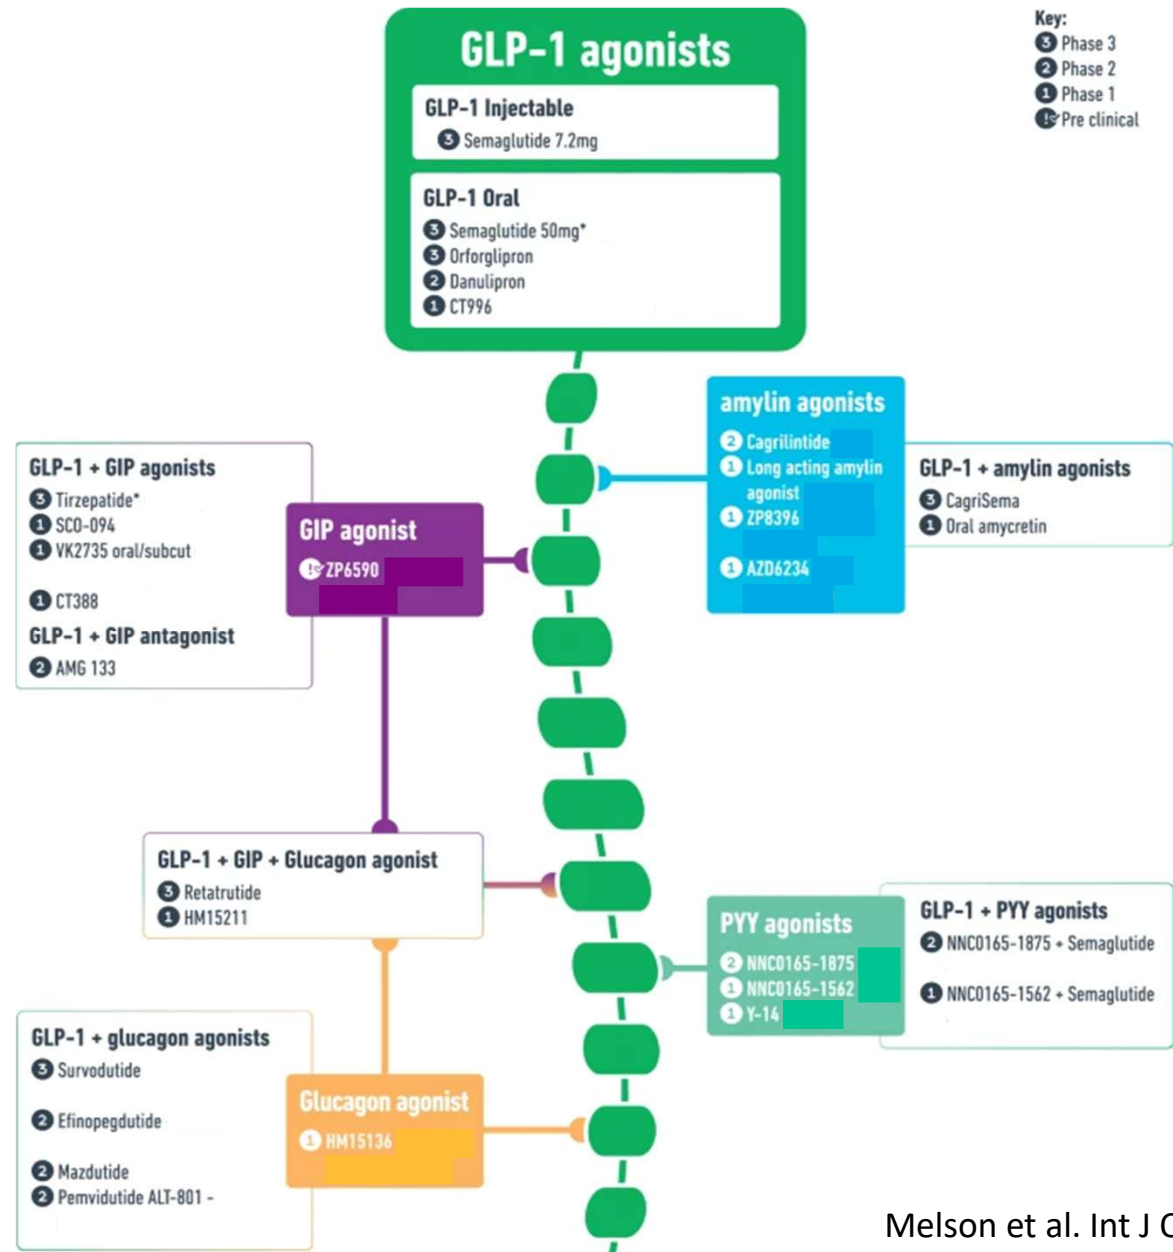 GLP-1 agonists
GLP-1 Injectable
3 Semaglutide 7.2mg
GLP-1 Oral
3 Semaglutide 50mg*
3 Orforglipron
2 Danulipron
1 CT996
Key:
3 Phase 3
2 Phase 2
1 Phase 1
Pre clinical
amylin agonists
2 Cagrilintide
1 Long acting amylin
agonist
1 ZP8396
1 AZD6234
GLP-1 + amylin agonists
3 CagriSema
1 Oral amycretin
GLP-1 + GIP agonists
3 Tirzepatide*
1 SCO-094
1 VK2735 oral/subcut
1 CT388
GLP-1 + GIP antagonist
2 AMG 133
GIP agonist
ZP6590
GLP-1 + GIP + Glucagon agonist
3 Retatrutide
1 HM15211
PYY agonists
2 NNC0165-1875
1 NNC0165-1562
1 Y-14
GLP-1 + PYY agonists
2 NNC0165-1875 + Semaglutide
1 NNC0165-1562 + Semaglutide
GLP-1 + glucagon agonists
3 Survodutide
2 Efinopegdutide
2 Mazdutide
2 Pemvidutide ALT-801 -
Glucagon agonist
1 HM15136
Melson et al. Int J